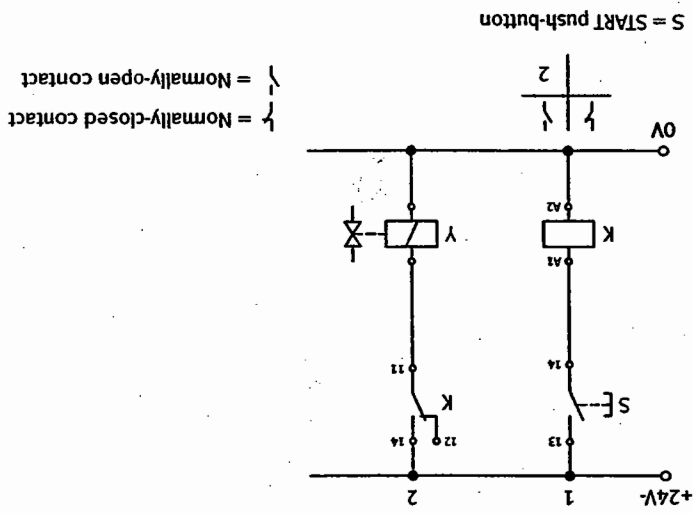 +24V-
1 2
13 12 14
S K
14 11
A1
K Y
A2
0V
= Normally-closed contact
= Normally-open contact
2
S = START push-button